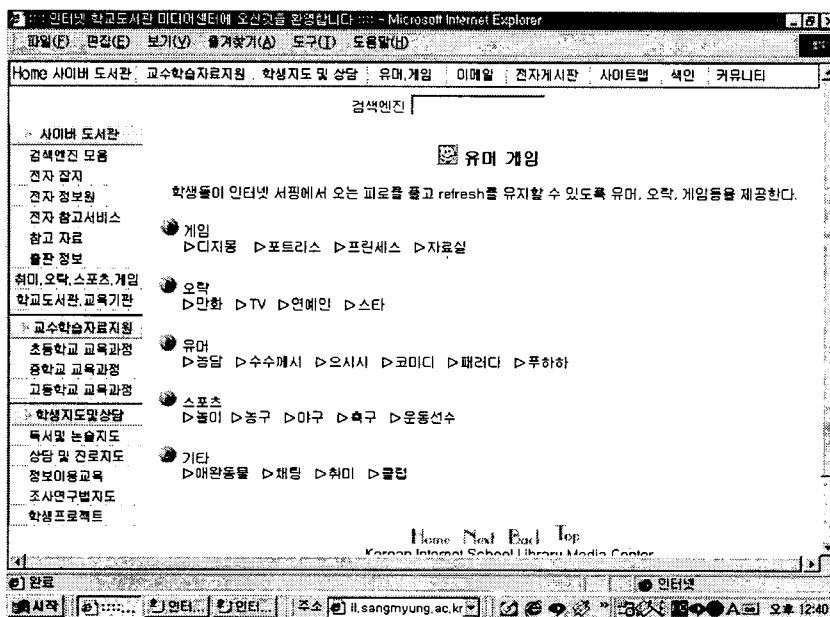 :::: 인터넷 학교도서관 미디어센터에 오신것을 환영합니다 :::: - Microsoft Internet Explorer
파일(F) 편집(E) 보기(V) 즐겨찾기(A) 도구(T) 도움말(H)
Home 사이버 도서관 교수학습자료지원 학생지도 및 상담 유머,게임 이메일 전자게시판 사이트맵 색인 커뮤니티
검색엔진
사이버 도서관
검색엔진 모음
전자 잡지
전자 정보원
전자 참고서비스
참고 자료
출판 정보
취미,오락,스포츠,게임
학교도서관,교육기관
교수학습자료지원
초등학교 교육과정
중학교 교육과정
고등학교 교육과정
학생지도및상담
독서및 논술지도
상담 및 진로지도
정보이용교육
조사연구법지도
학생프로젝트
유머 게임
학생들이 인터넷 서핑에서 오는 피로를 풀고 refresh를 유지할 수 있도록 유머, 오락, 게임등을 제공한다.
게임
▷디지몽 ▷포트리스 ▷프린세스 ▷자료실
오락
▷만화 ▷TV ▷연예인 ▷스타
유머
▷농담 ▷수수께시 ▷오시시 ▷코미디 ▷패러다 ▷푸하하
스포츠
▷놀이 ▷농구 ▷야구 ▷축구 ▷운동선수
기타
▷애완동물 ▷채팅 ▷취미 ▷클럽
Home Next Back Top
Korean Internet School Library Media Center
완료
인터넷
시작
인터...
인터...
주소
il.sangmyung.ac.kr
A
오후 12:40